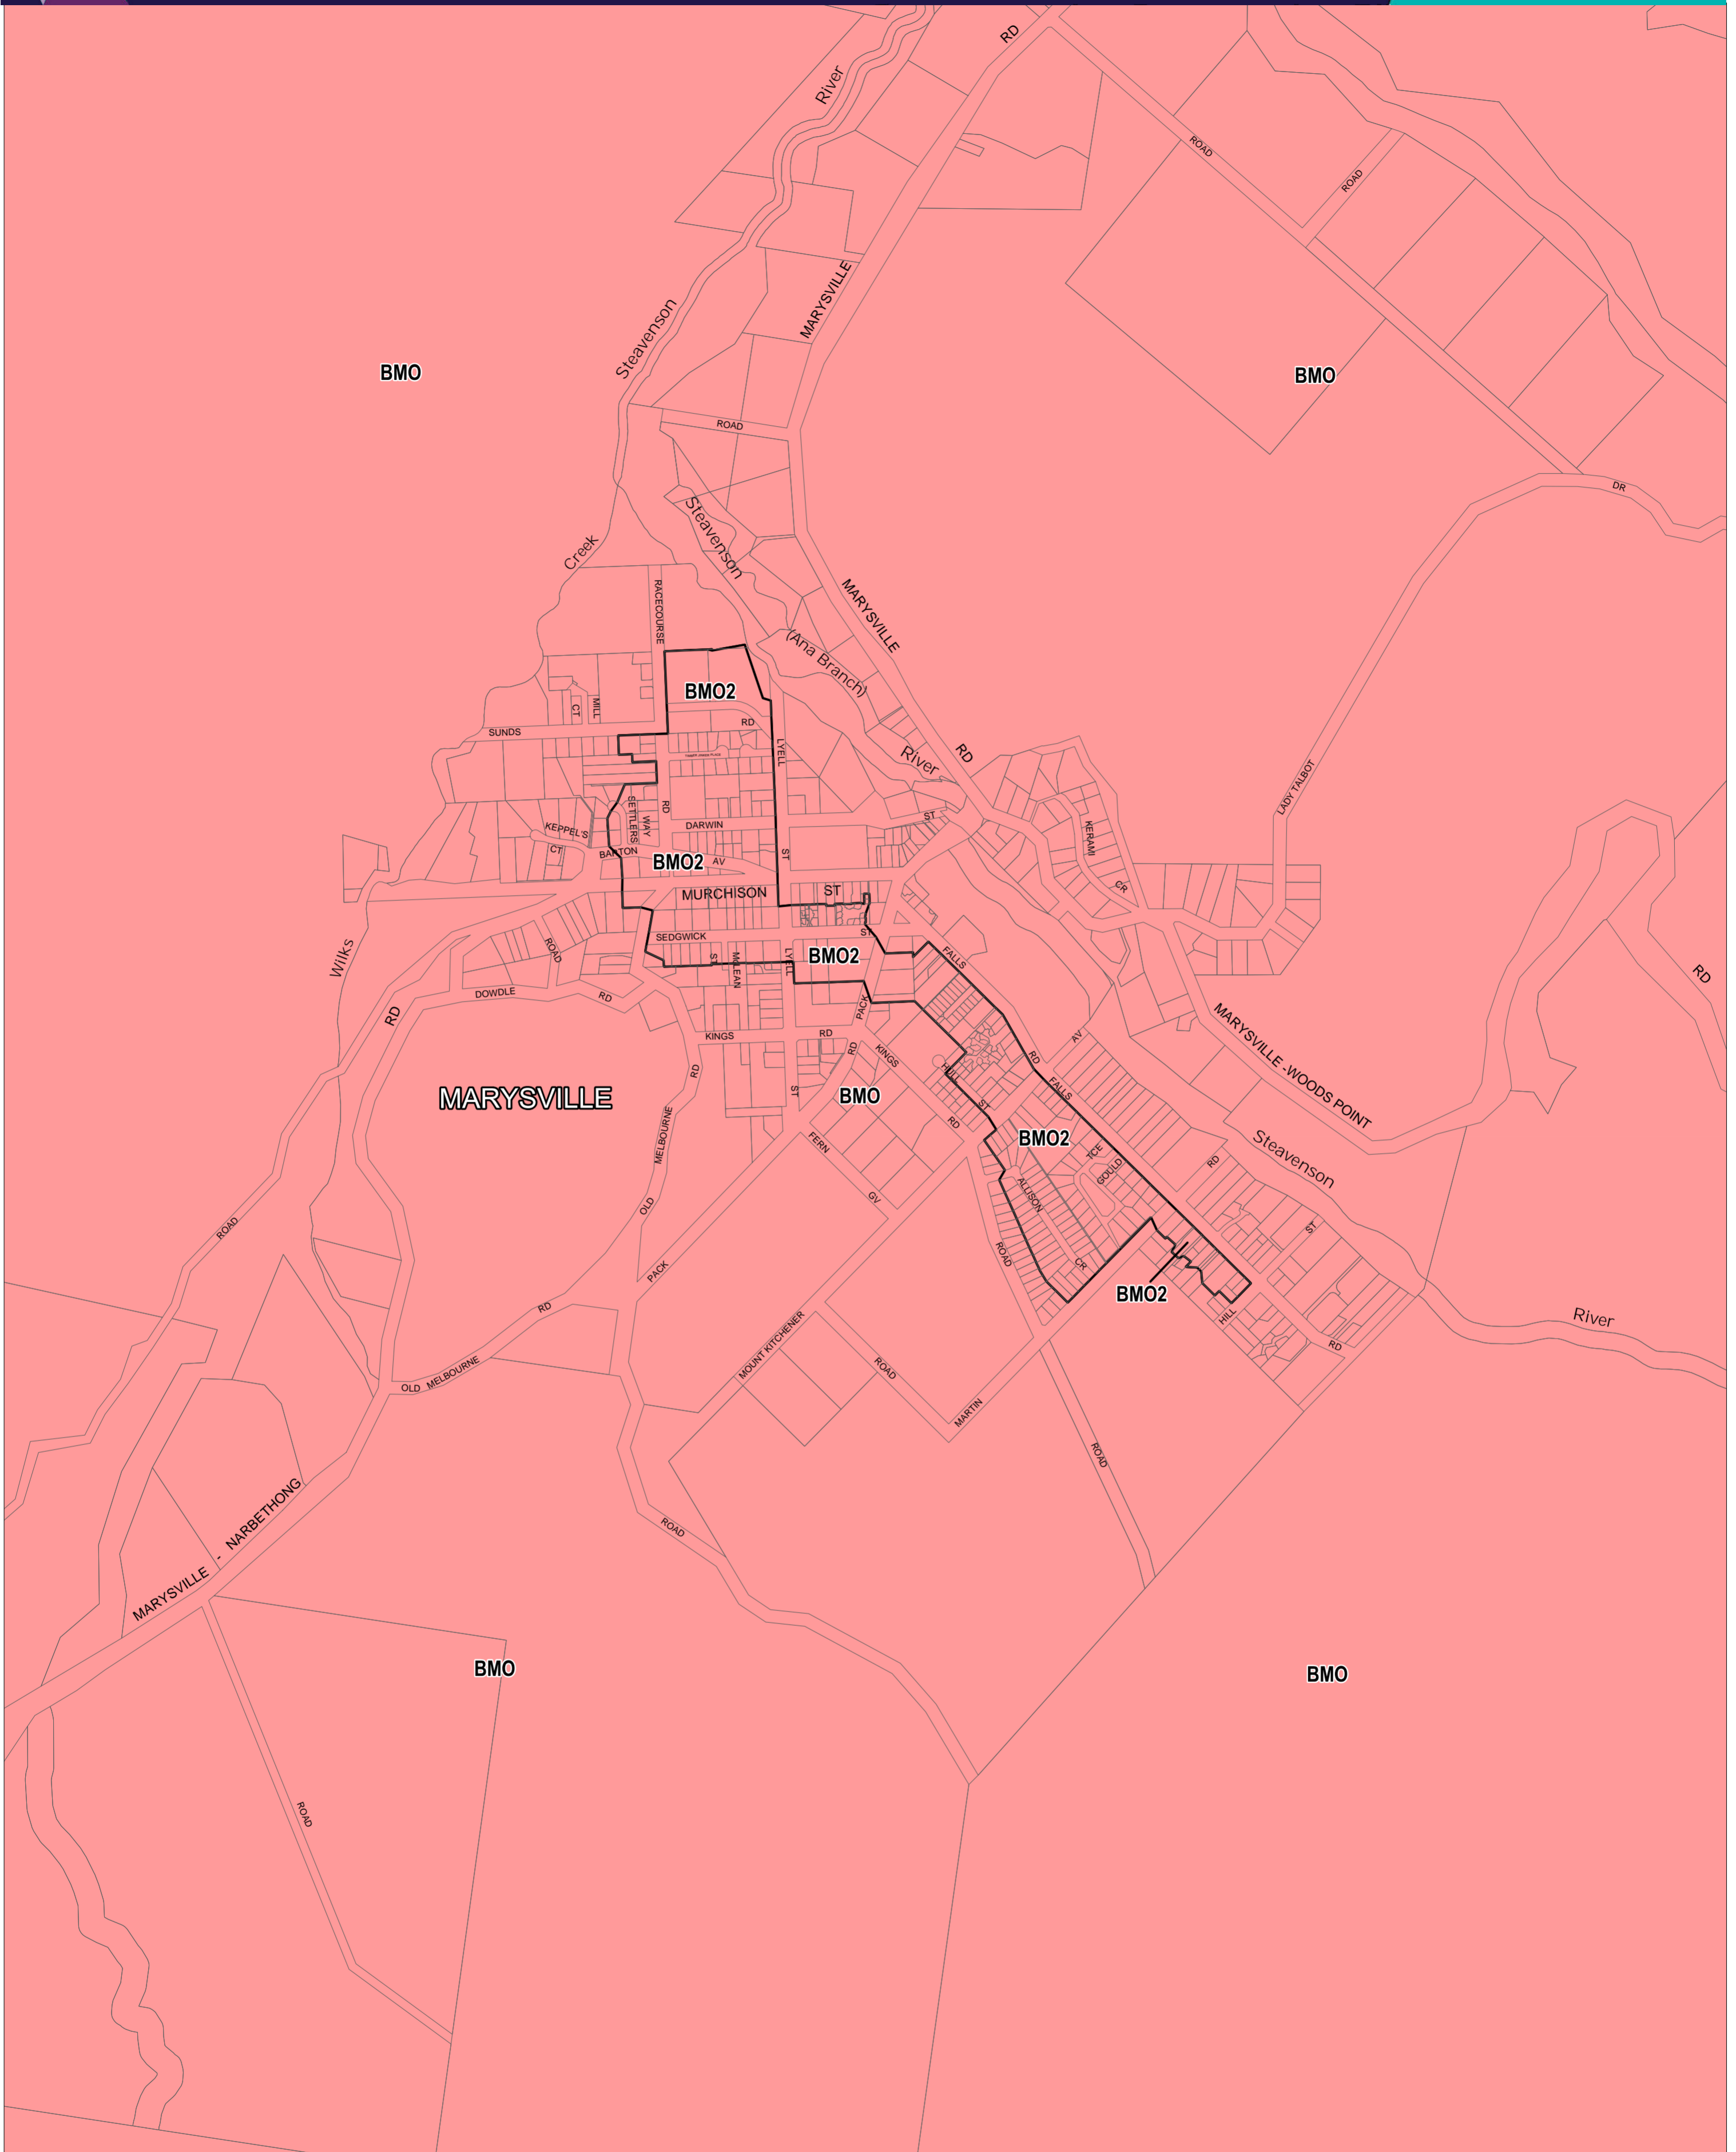 RD
River
ROAD
ROAD
MARYSVILLE
Steavenson
BMO
BMO
ROAD
DR
Steavenson
Creek
RACECOURSE
MARYSVILLE
(Ana Branch)
BMO2
CT
MILL
RD
SUNDS
LYELL
River
RD
LADY TALBOT
SETTLERS
WAY
RD
DARWIN
ST
KEPPEL'S
CT
BARTON
BMO2
AV
ST
KERAMI
CR
MURCHISON
ST
SEDGWICK
ST
ROAD
Wilks
ST
McLEAN
LYELL
BMO2
FALLS
RD
DOWDLE
RD
RD
PACK
MARYSVILLE -WOODS POINT
KINGS
RD
RD
KINGS
AV
RD
HULL
FALLS
RD
MARYSVILLE
ST
BMO
ST
RD
MELBOURNE
FERN
BMO2
TCE
GOULD
RD
Steavenson
ALLISON
OLD
GV
ROAD
ST
ROAD
CR
PACK
BMO2
RD
HILL
River
RD
MOUNT KITCHENER
ROAD
OLD MELBOURNE
MARTIN
ROAD
MARYSVILLE - NARBETHONG
ROAD
BMO
BMO
ROAD